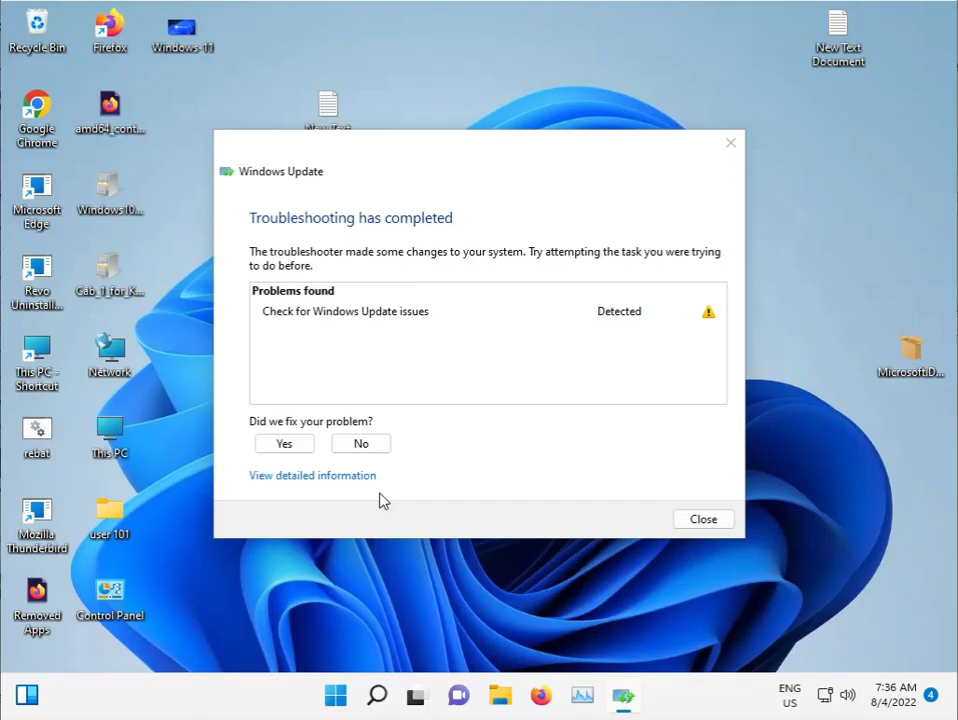 Recycle Bin
Firefox
Windows-11
New Text
Document
Google
Chrome
amd64_cont...
New Text
Microsoft
Edge
Windows10...
Revo
Uninstall...
Cab_1_for_K...
This PC -
Shortcut
Network
Microsoft.D...
rebat
This PC
Mozilla
Thunderbird
user 101
Removed
Apps
Control Panel
Windows Update
Troubleshooting has completed
The troubleshooter made some changes to your system. Try attempting the task you were trying
to do before.
Problems found
Check for Windows Update issues
Detected
Did we fix your problem?
Yes
No
View detailed information
Close
ENG
US
7:36 AM
8/4/2022
4